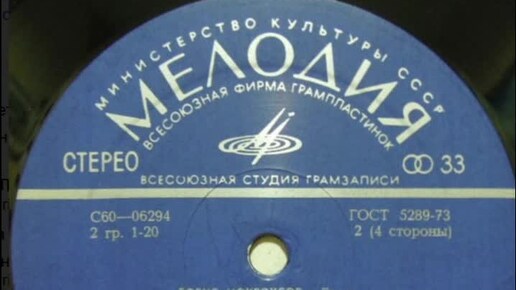 МИНИСТЕРСТВО КУЛЬТУРЫ СССР
МЕЛОДИЯ
ВСЕСОЮЗНАЯ ФИРМА ГРАМПЛАСТИНОК
СТЕРЕО
33
ВСЕСОЮЗНАЯ СТУДИЯ ГРАМЗАПИСИ
С60—06294
ГОСТ 5289-73
2 гр. 1-20
2 (4 стороны)